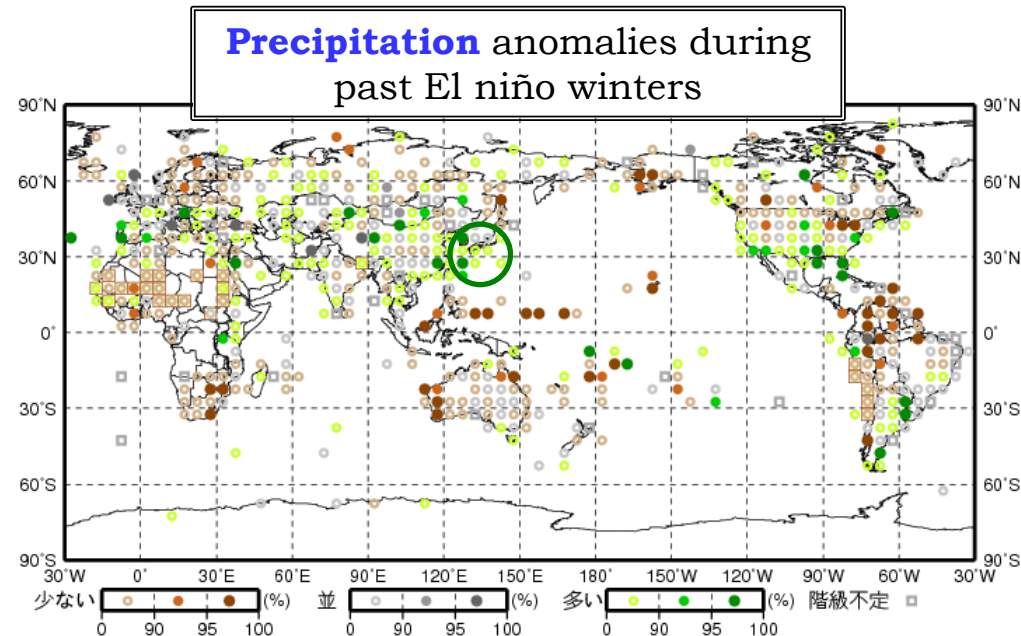 Precipitation anomalies during
past El niño winters
90˚N 90˚N
60˚N 60˚N
30˚N 30˚N
0˚ 0˚
30˚S 30˚S
60˚S 60˚S
90˚S 90˚S
30˚W 0˚ 30˚E 60˚E 90˚E 120˚E 150˚E 180˚ 150˚W 120˚W 90˚W 60˚W 30˚W
少ない (%) 並 (%) 多い (%) 階級不定
0 90 95 100 0 90 95 100 0 90 95 100